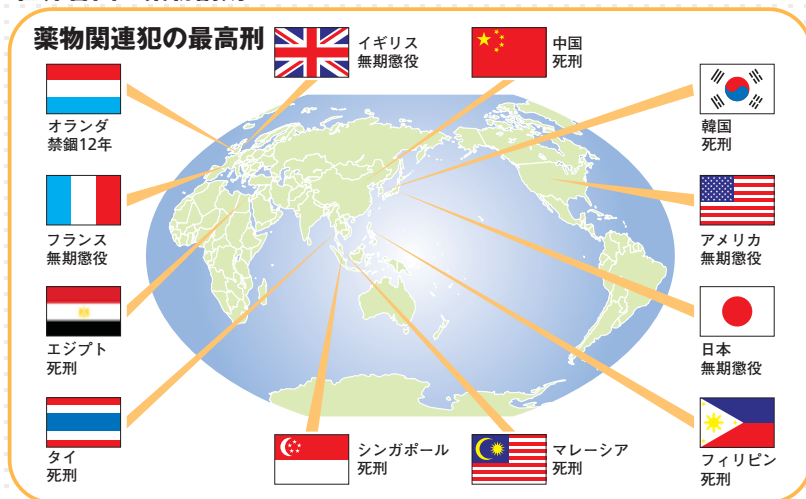 薬物関連犯の最高刑
イギリス
無期懲役
中国
死刑
オランダ
禁錮12年
韓国
死刑
フランス
無期懲役
アメリカ
無期懲役
エジプト
死刑
日本
無期懲役
タイ
死刑
シンガポール
死刑
マレーシア
死刑
フィリピン
死刑